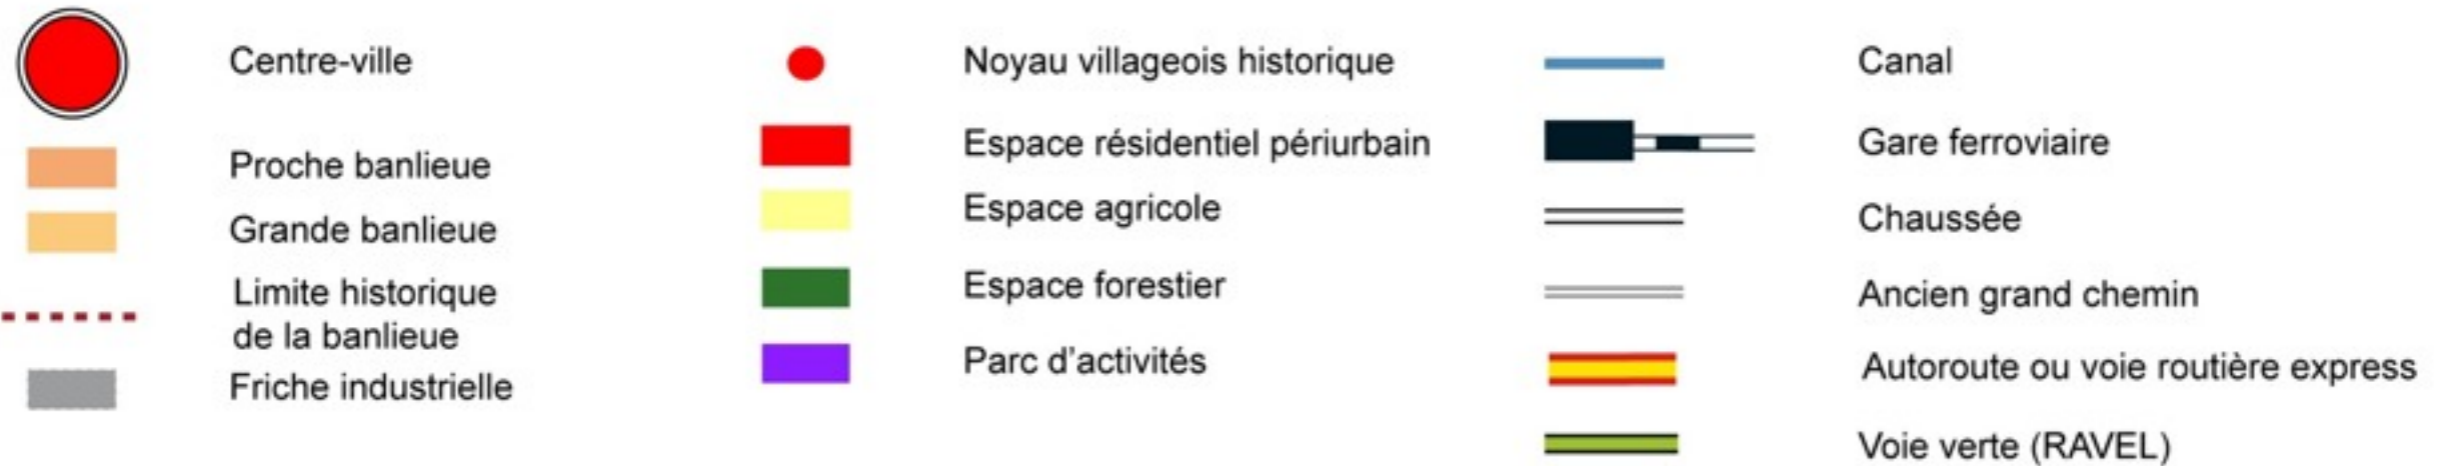 Centre-ville
Proche banlieue
Grande banlieue
Limite historique
de la banlieue
Friche industrielle
Noyau villageois historique
Espace résidentiel périurbain
Espace agricole
Espace forestier
Parc d’activités
Canal
Gare ferroviaire
Chaussée
Ancien grand chemin
Autoroute ou voie routière express
Voie verte (RAVEL)